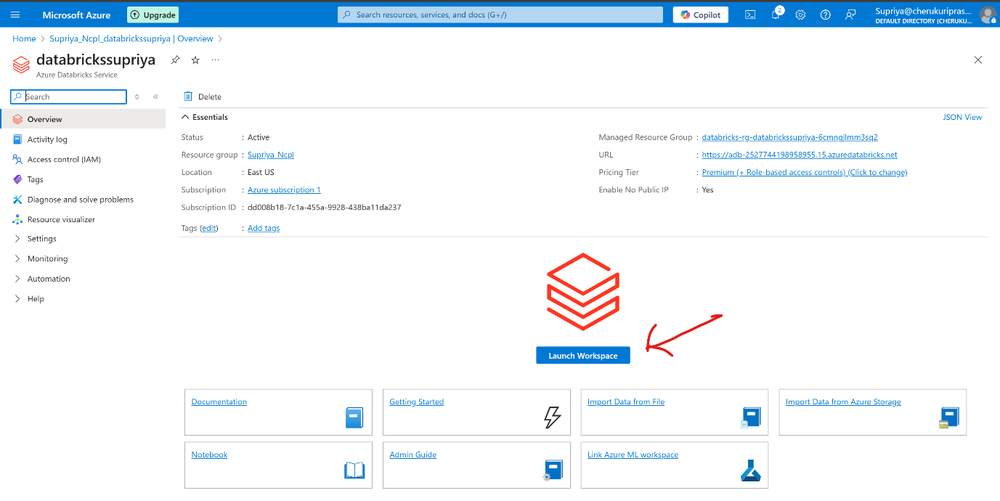 Microsoft Azure
Upgrade
Search resources, services, and docs (G+/)
Copilot
2
Supriya@cherukuripras...
DEFAULT DIRECTORY (CHERUKU...
Home > Supriya_Ncpl_databrickssupriya | Overview >
databrickssupriya
Azure Databricks Service
Search
Delete
Overview
Activity log
Access control (IAM)
Tags
Diagnose and solve problems
Resource visualizer
Settings
Monitoring
Automation
Help
Essentials
JSON View
Status : Active
Resource group : Supriya_Ncpl
Location : East US
Subscription : Azure subscription 1
Subscription ID : dd008b18-7c1a-455a-9928-438ba11da237
Tags (edit) : Add tags
Managed Resource Group : databricks-rg-databrickssupriya-6cmngjlmm3sq2
URL : https://adb-2527744198958955.15.azuredatabricks.net
Pricing Tier : Premium (+ Role-based access controls) (Click to change)
Enable No Public IP : Yes
Launch Workspace
Documentation
Getting Started
Import Data from File
Import Data from Azure Storage
Notebook
Admin Guide
Link Azure ML workspace